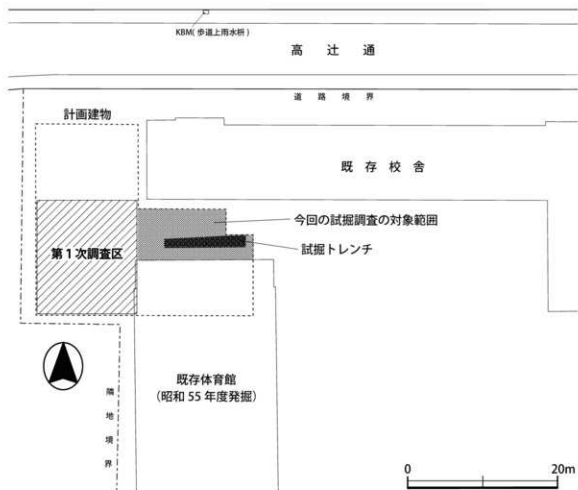 KBM(歩道上雨水枡)
高辻通
道路境界
計画建物
既存校舎
今回の試掘調査の対象範囲
試掘トレンチ
第1次調査区
既存体育館
(昭和55年度発掘)
隣地境界
0 20m